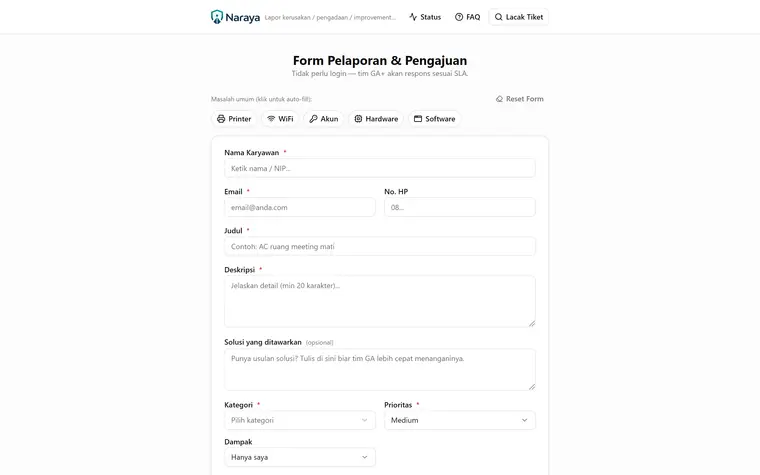 Naraya Lapor kerusakan / pengadaan / improvement... Status FAQ Lacak Tiket
Form Pelaporan & Pengajuan
Tidak perlu login — tim GA+ akan respons sesuai SLA.
Masalah umum (klik untuk auto-fill): Reset Form
Printer WiFi Akun Hardware Software
Nama Karyawan *
Ketik nama / NIP...
Email * No. HP
email@anda.com 08...
Judul *
Contoh: AC ruang meeting mati
Deskripsi *
Jelaskan detail (min 20 karakter)...
Solusi yang ditawarkan (opsional)
Punya usulan solusi? Tulis di sini biar tim GA lebih cepat menanganinya.
Kategori * Prioritas *
Pilih kategori Medium
Dampak
Hanya saya